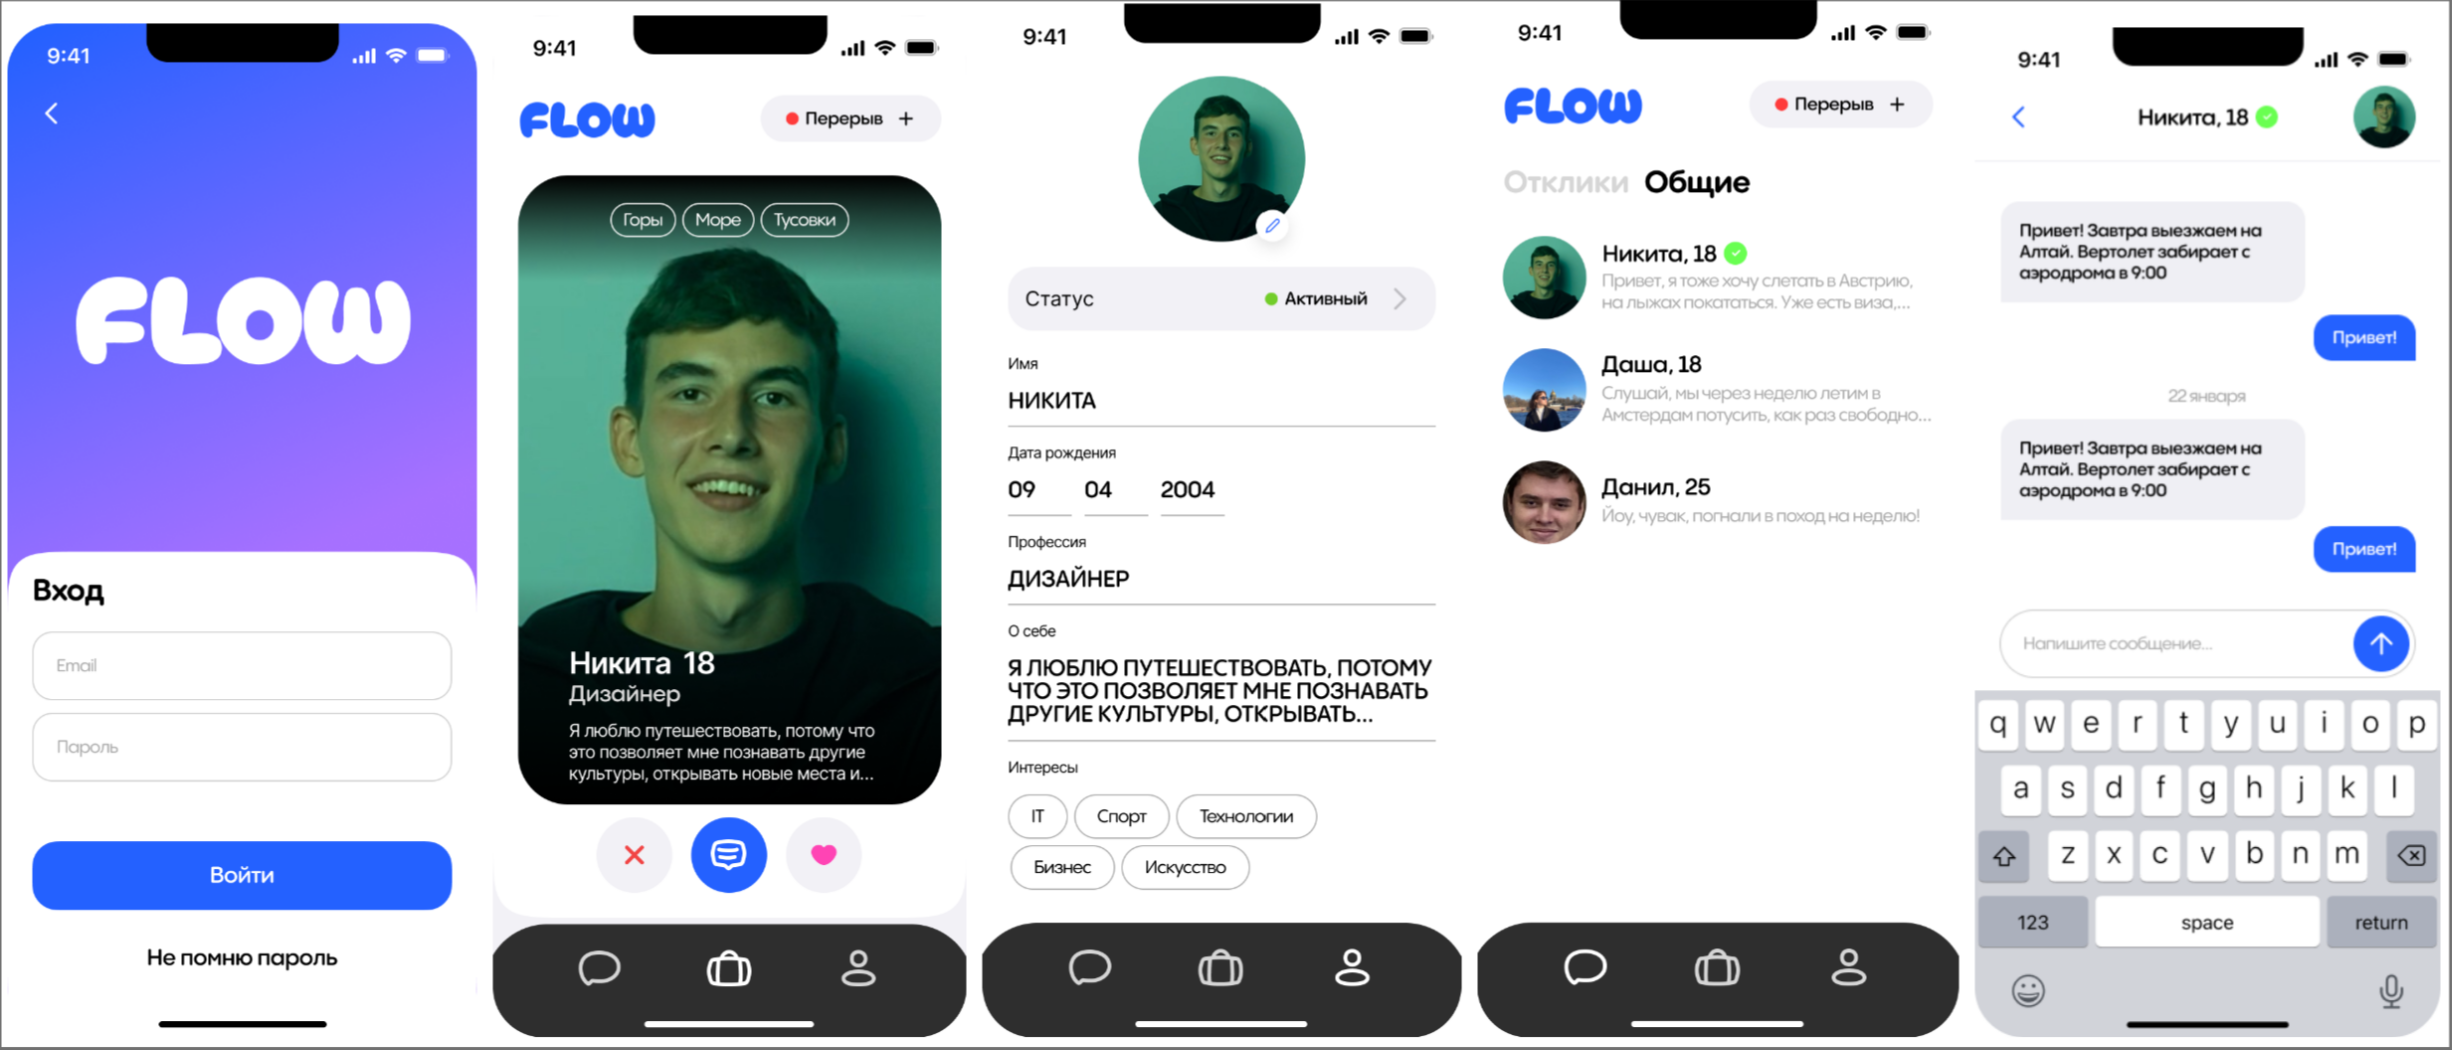 9:41
FLOW
Вход
Email
Пароль
Войти
Не помню пароль
9:41
FLOW
Перерыв +
Горы Море Тусовки
Никита 18
Дизайнер
Я люблю путешествовать, потому что
это позволяет мне познавать другие
культуры, открывать новые места и...
9:41
Статус Активный
Имя
НИКИТА
Дата рождения
09 04 2004
Профессия
ДИЗАЙНЕР
О себе
Я ЛЮБЛЮ ПУТЕШЕСТВОВАТЬ, ПОТОМУ
ЧТО ЭТО ПОЗВОЛЯЕТ МНЕ ПОЗНАВАТЬ
ДРУГИЕ КУЛЬТУРЫ, ОТКРЫВАТЬ...
Интересы
IT Спорт Технологии
Бизнес Искусство
9:41
FLOW
Перерыв +
Отклики Общие
Никита, 18
Привет, я тоже хочу слетать в Австрию,
на лыжах покататься. Уже есть виза,...
Даша, 18
Слушай, мы через неделю летим в
Амстердам потусить, как раз свободно...
Данил, 25
Йоу, чувак, погнали в поход на неделю!
9:41
Никита, 18
Привет! Завтра выезжаем на
Алтай. Вертолет забирает с
аэродрома в 9:00
Привет!
22 января
Привет! Завтра выезжаем на
Алтай. Вертолет забирает с
аэродрома в 9:00
Привет!
Напишите сообщение...
q w e r t y u i o p
a s d f g h j k l
z x c v b n m
123 space return